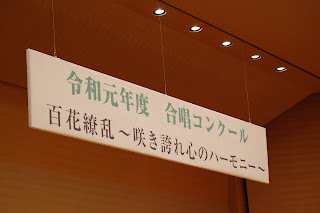 令和元年度　合唱コンクール
百花繚乱～咲き誇れ心のハーモニー～